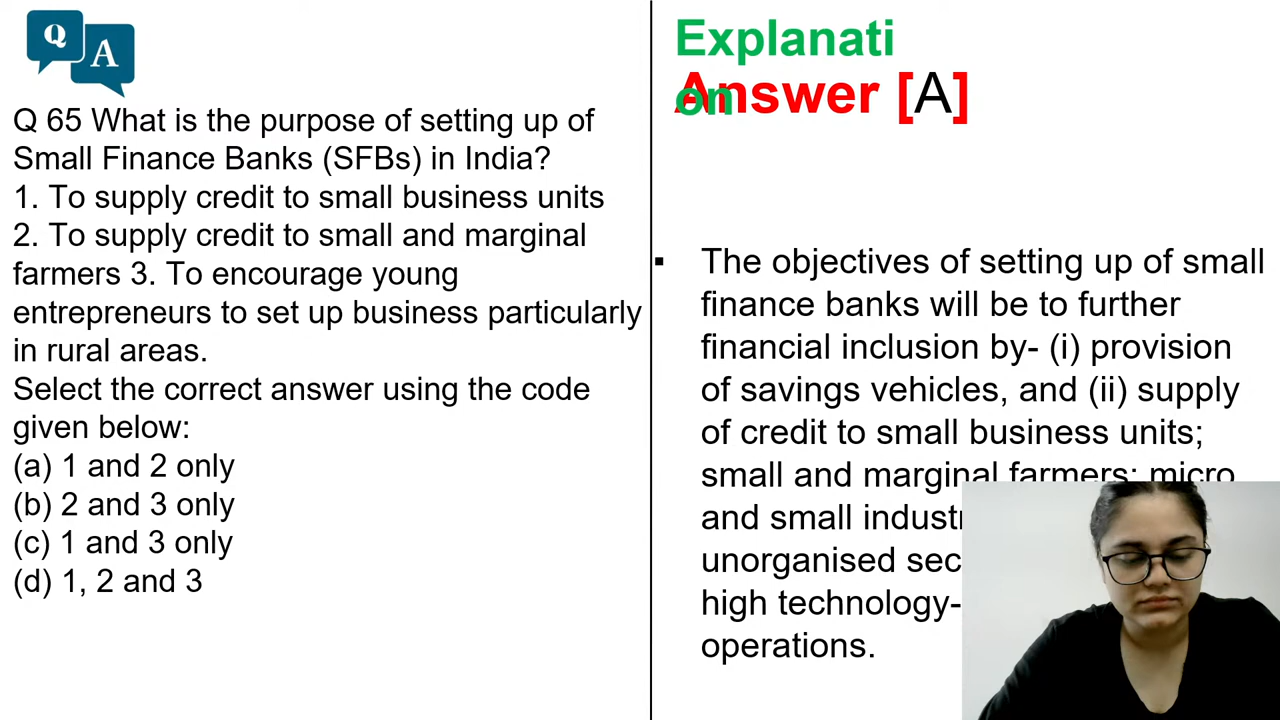 Q
A
Q 65 What is the purpose of setting up of
Small Finance Banks (SFBs) in India?
1. To supply credit to small business units
2. To supply credit to small and marginal
farmers 3. To encourage young
entrepreneurs to set up business particularly
in rural areas.
Select the correct answer using the code
given below:
(a) 1 and 2 only
(b) 2 and 3 only
(c) 1 and 3 only
(d) 1, 2 and 3
Explanati
on
Answer [A]
▪ The objectives of setting up of small
finance banks will be to further
financial inclusion by- (i) provision
of savings vehicles, and (ii) supply
of credit to small business units;
small and marginal farmers; micro
and small
unorganised
high technology-
operations.